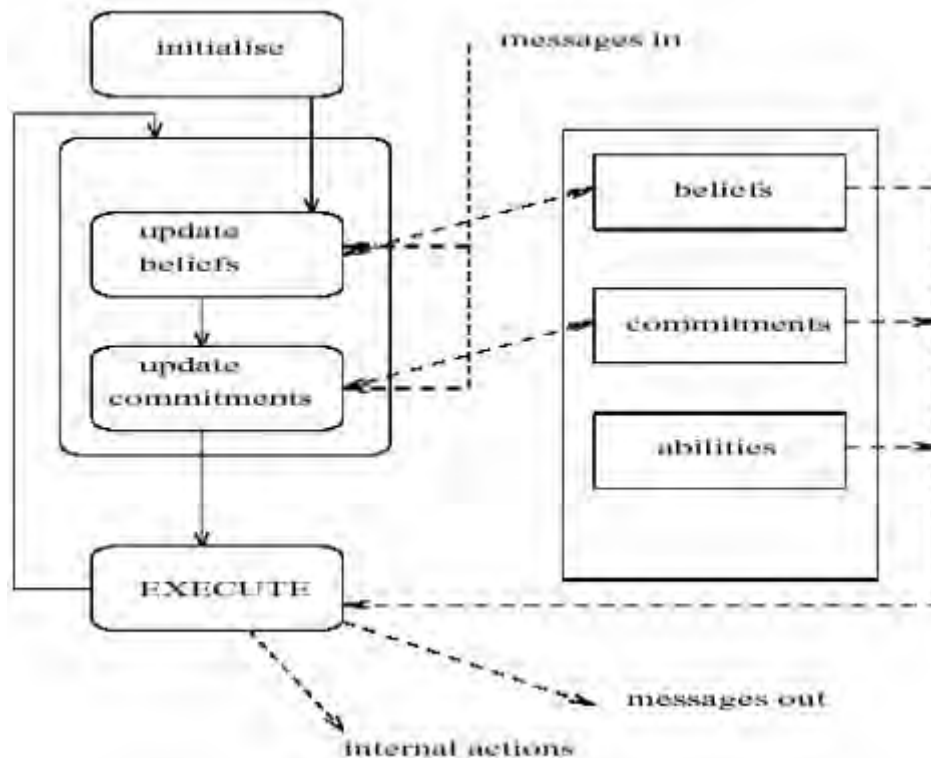 initialise
messages in
beliefs
update
beliefs
commitments
update
commitments
abilities
EXECUTE
messages out
internal actions